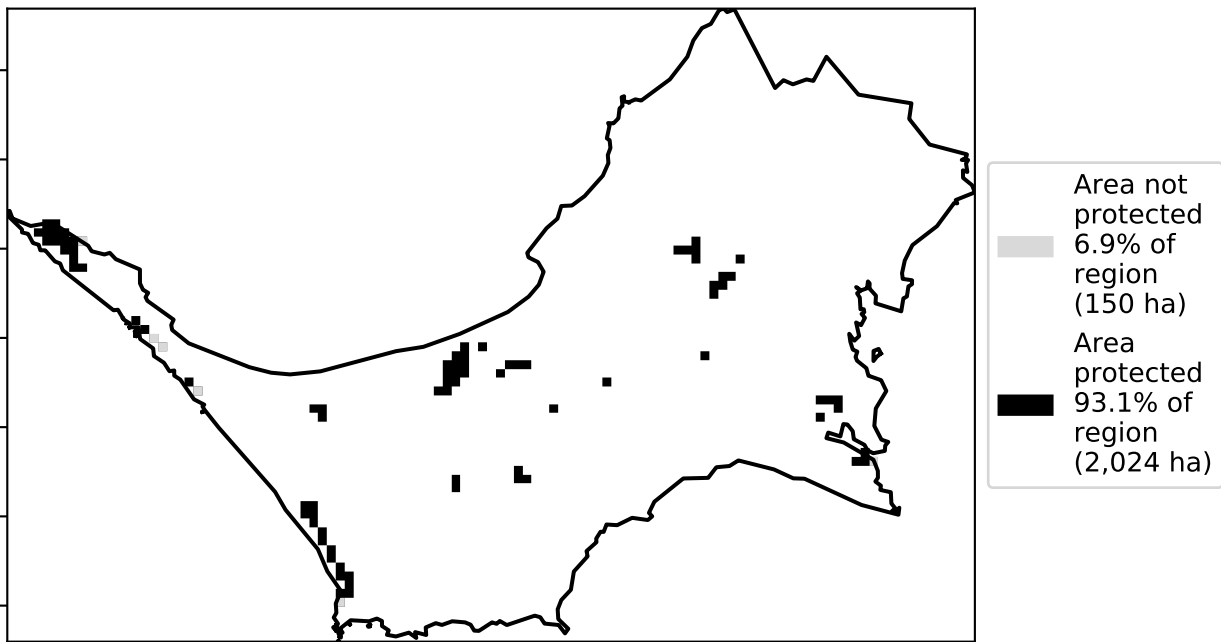 Area not
protected
6.9% of
region
(150 ha)
Area
protected
93.1% of
region
(2,024 ha)